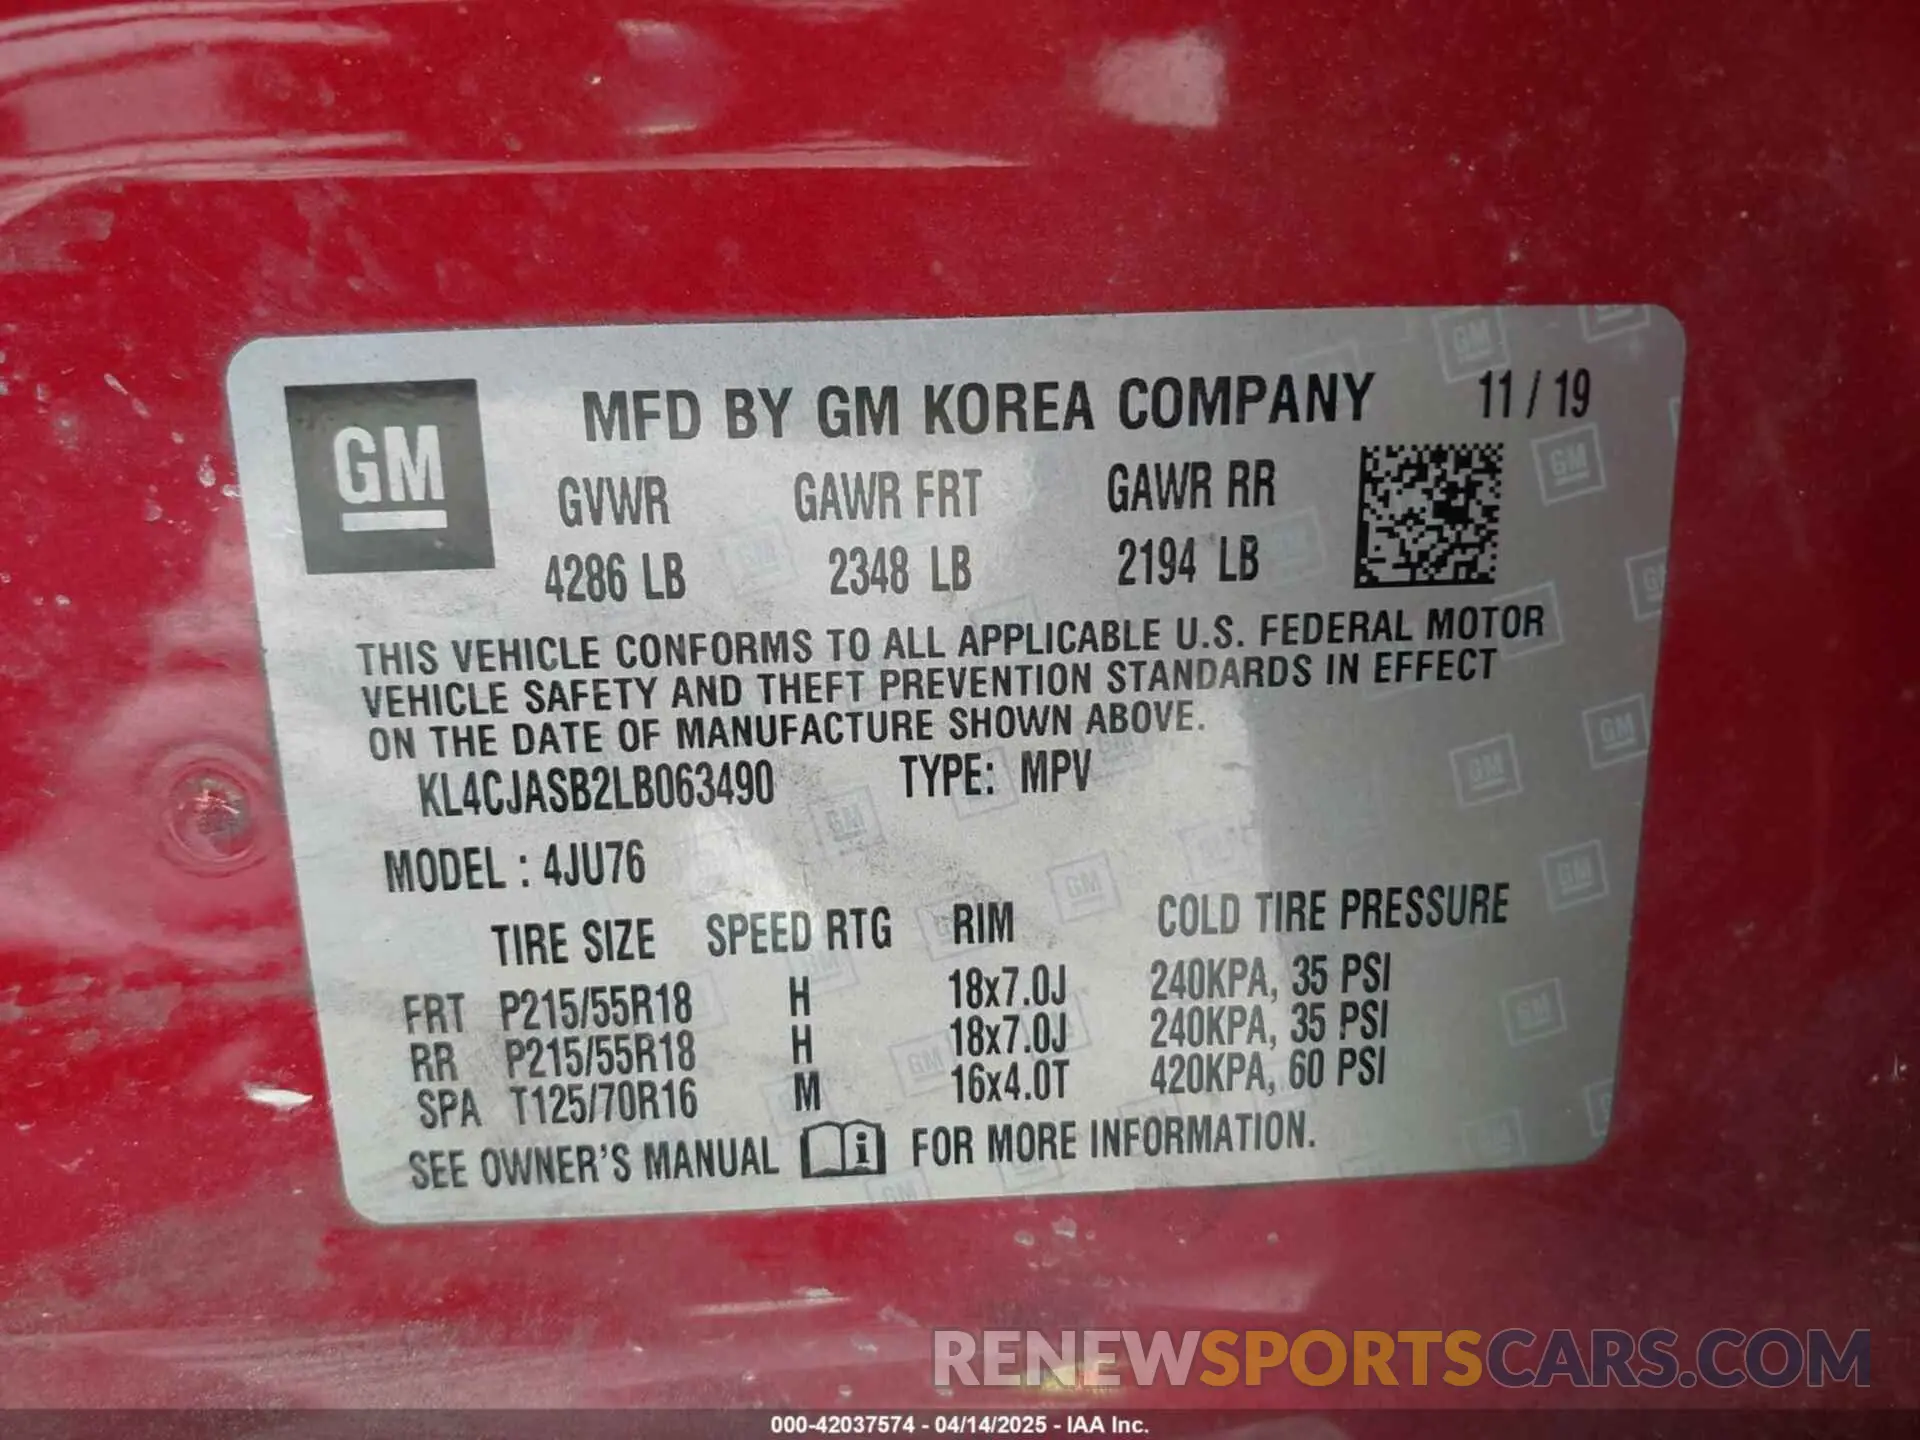 GM
MFD BY GM KOREA COMPANY 11 / 19
GVWR GAWR FRT GAWR RR
4286 LB 2348 LB 2194 LB
THIS VEHICLE CONFORMS TO ALL APPLICABLE U.S. FEDERAL MOTOR
VEHICLE SAFETY AND THEFT PREVENTION STANDARDS IN EFFECT
ON THE DATE OF MANUFACTURE SHOWN ABOVE.
KL4CJASB2LB063490 TYPE: MPV
MODEL : 4JU76
TIRE SIZE SPEED RTG RIM COLD TIRE PRESSURE
FRT P215/55R18 H 18x7.0J 240KPA, 35 PSI
RR P215/55R18 H 18x7.0J 240KPA, 35 PSI
SPA T125/70R16 M 16x4.0T 420KPA, 60 PSI
SEE OWNER'S MANUAL i FOR MORE INFORMATION.
RENEWSPORTSCARS.COM
000-42037574 - 04/14/2025 - IAA Inc.